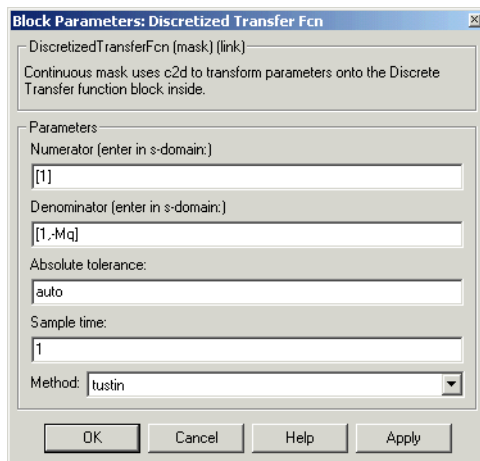 Block Parameters: Discretized Transfer Fcn
DiscretizedTransferFcn (mask) (link)
Continuous mask uses c2d to transform parameters onto the Discrete
Transfer function block inside.
Parameters
Numerator (enter in s-domain:)
[1]
Denominator (enter in s-domain:)
[1,-Mq]
Absolute tolerance:
auto
Sample time:
1
Method: tustin
OK Cancel Help Apply